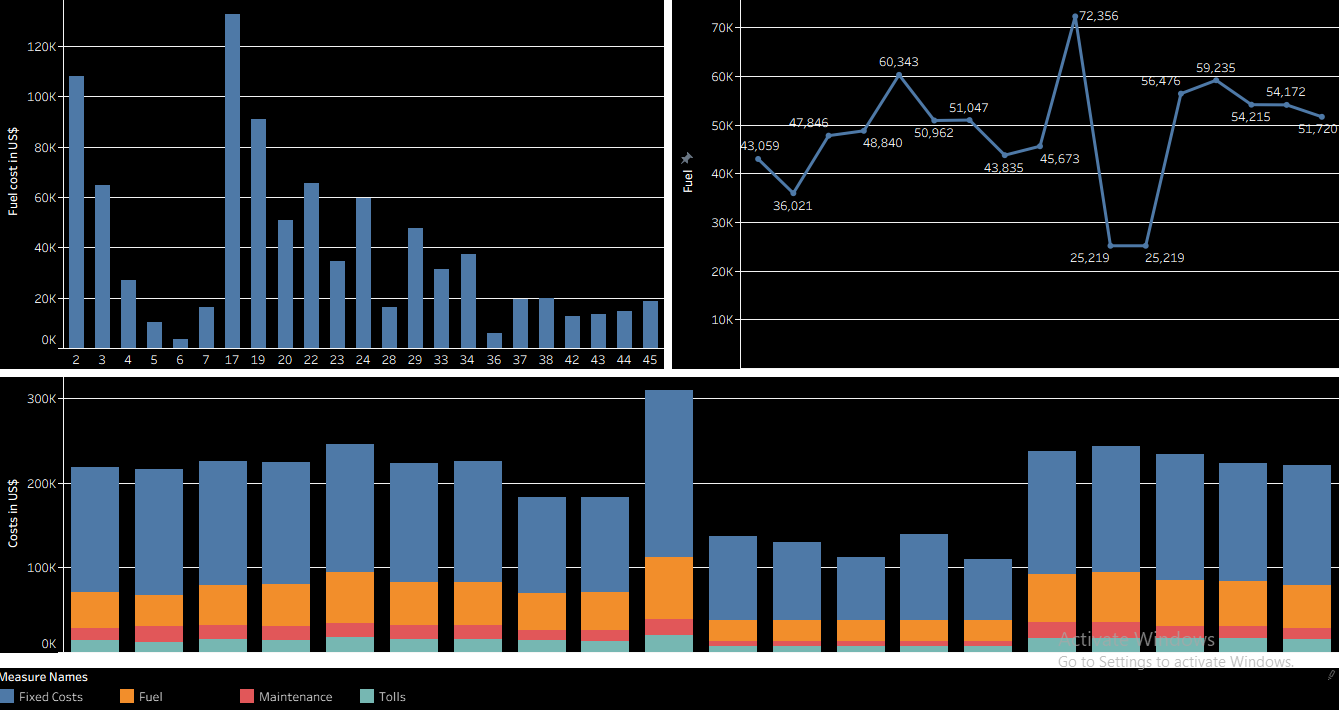 120K
100K
80K
60K
40K
20K
0K
Fuel cost in US$
2 3 4 5 6 7 17 19 20 22 23 24 28 29 33 34 36 37 38 42 43 44 45
70K
60K
50K
40K
30K
20K
10K
Fuel
43,059
36,021
47,846
48,840
60,343
50,962
51,047
43,835
45,673
72,356
25,219
25,219
56,476
59,235
54,215
54,172
51,720
300K
200K
100K
0K
Costs in US$
Activate Windows
Go to Settings to activate Windows.
Measure Names
Fixed Costs Fuel Maintenance Tolls